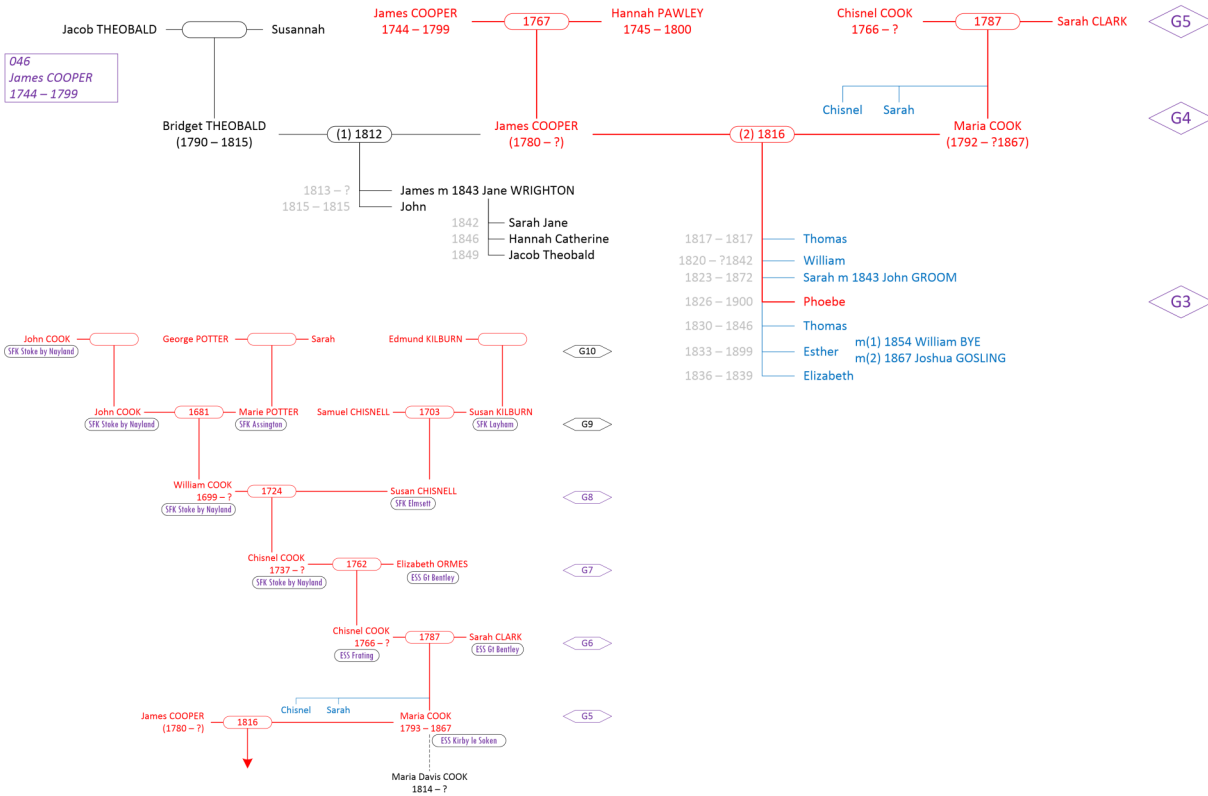 James COOPER
1744 – 1799
1767
Hannah PAWLEY
1745 – 1800
Chisnel COOK
1766 – ?
1787
Sarah CLARK
G5
Jacob THEOBALD
Susannah
046
James COOPER
1744 – 1799
Chisnel
Sarah
G4
Bridget THEOBALD
(1790 – 1815)
(1) 1812
James COOPER
(1780 – ?)
(2) 1816
Maria COOK
(1792 – ?1867)
1813 – ?
James m 1843 Jane WRIGHTON
1815 – 1815
John
1842
Sarah Jane
1846
Hannah Catherine
1849
Jacob Theobald
1817 – 1817
Thomas
1820 – ?1842
William
1823 – 1872
Sarah m 1843 John GROOM
1826 – 1900
Phoebe
G3
1830 – 1846
Thomas
1833 – 1899
Esther
m(1) 1854 William BYE
m(2) 1867 Joshua GOSLING
1836 – 1839
Elizabeth
John COOK
SFK Stoke by Nayland
George POTTER
Sarah
Edmund KILBURN
G10
John COOK
SFK Stoke by Nayland
1681
Marie POTTER
SFK Assington
Samuel CHISNELL
1703
Susan KILBURN
SFK Layham
G9
William COOK
1699 – ?
SFK Stoke by Nayland
1724
Susan CHISNELL
SFK Elmsett
G8
Chisnel COOK
1737 – ?
SFK Stoke by Nayland
1762
Elizabeth ORMES
ESS Gt Bentley
G7
Chisnel COOK
1766 – ?
ESS Frating
1787
Sarah CLARK
ESS Gt Bentley
G6
Chisnel
Sarah
James COOPER
(1780 – ?)
1816
Maria COOK
1793 – 1867
ESS Kirby le Soken
G5
Maria Davis COOK
1814 – ?